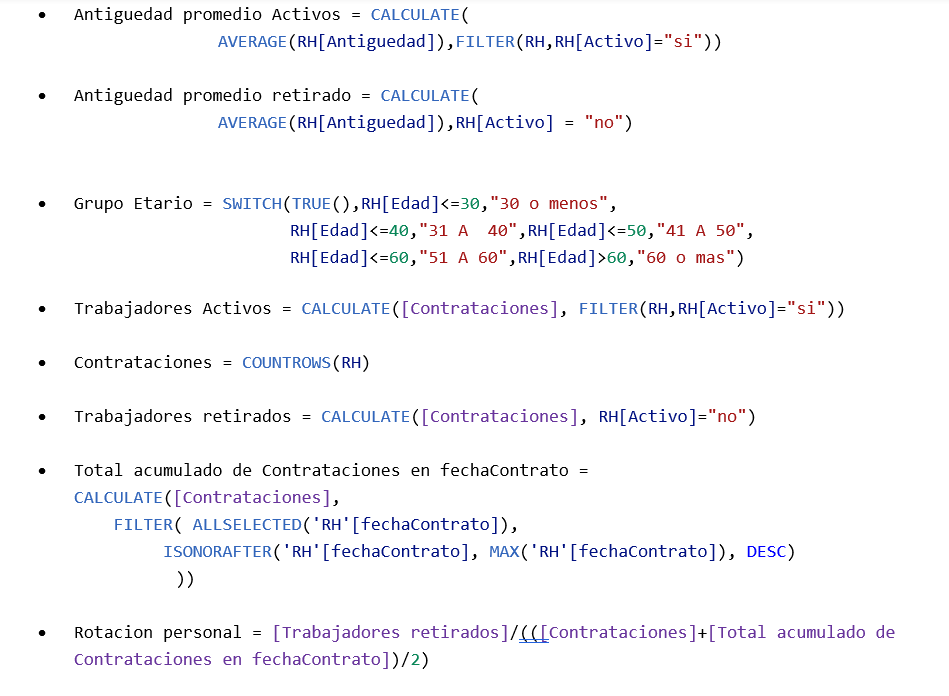 • Antiguedad promedio Activos = CALCULATE(
AVERAGE(RH[Antiguedad]),FILTER(RH,RH[Activo]="si"))
• Antiguedad promedio retirado = CALCULATE(
AVERAGE(RH[Antiguedad]),RH[Activo] = "no")
• Grupo Etario = SWITCH(TRUE(),RH[Edad]<=30,"30 o menos",
RH[Edad]<=40,"31 A  40",RH[Edad]<=50,"41 A 50",
RH[Edad]<=60,"51 A 60",RH[Edad]>60,"60 o mas")
• Trabajadores Activos = CALCULATE([Contrataciones], FILTER(RH,RH[Activo]="si"))
• Contrataciones = COUNTROWS(RH)
• Trabajadores retirados = CALCULATE([Contrataciones], RH[Activo]="no")
• Total acumulado de Contrataciones en fechaContrato =
CALCULATE([Contrataciones],
FILTER( ALLSELECTED('RH'[fechaContrato]),
ISONORAFTER('RH'[fechaContrato], MAX('RH'[fechaContrato]), DESC)
))
• Rotacion personal = [Trabajadores retirados]/(([Contrataciones]+[Total acumulado de
Contrataciones en fechaContrato])/2)